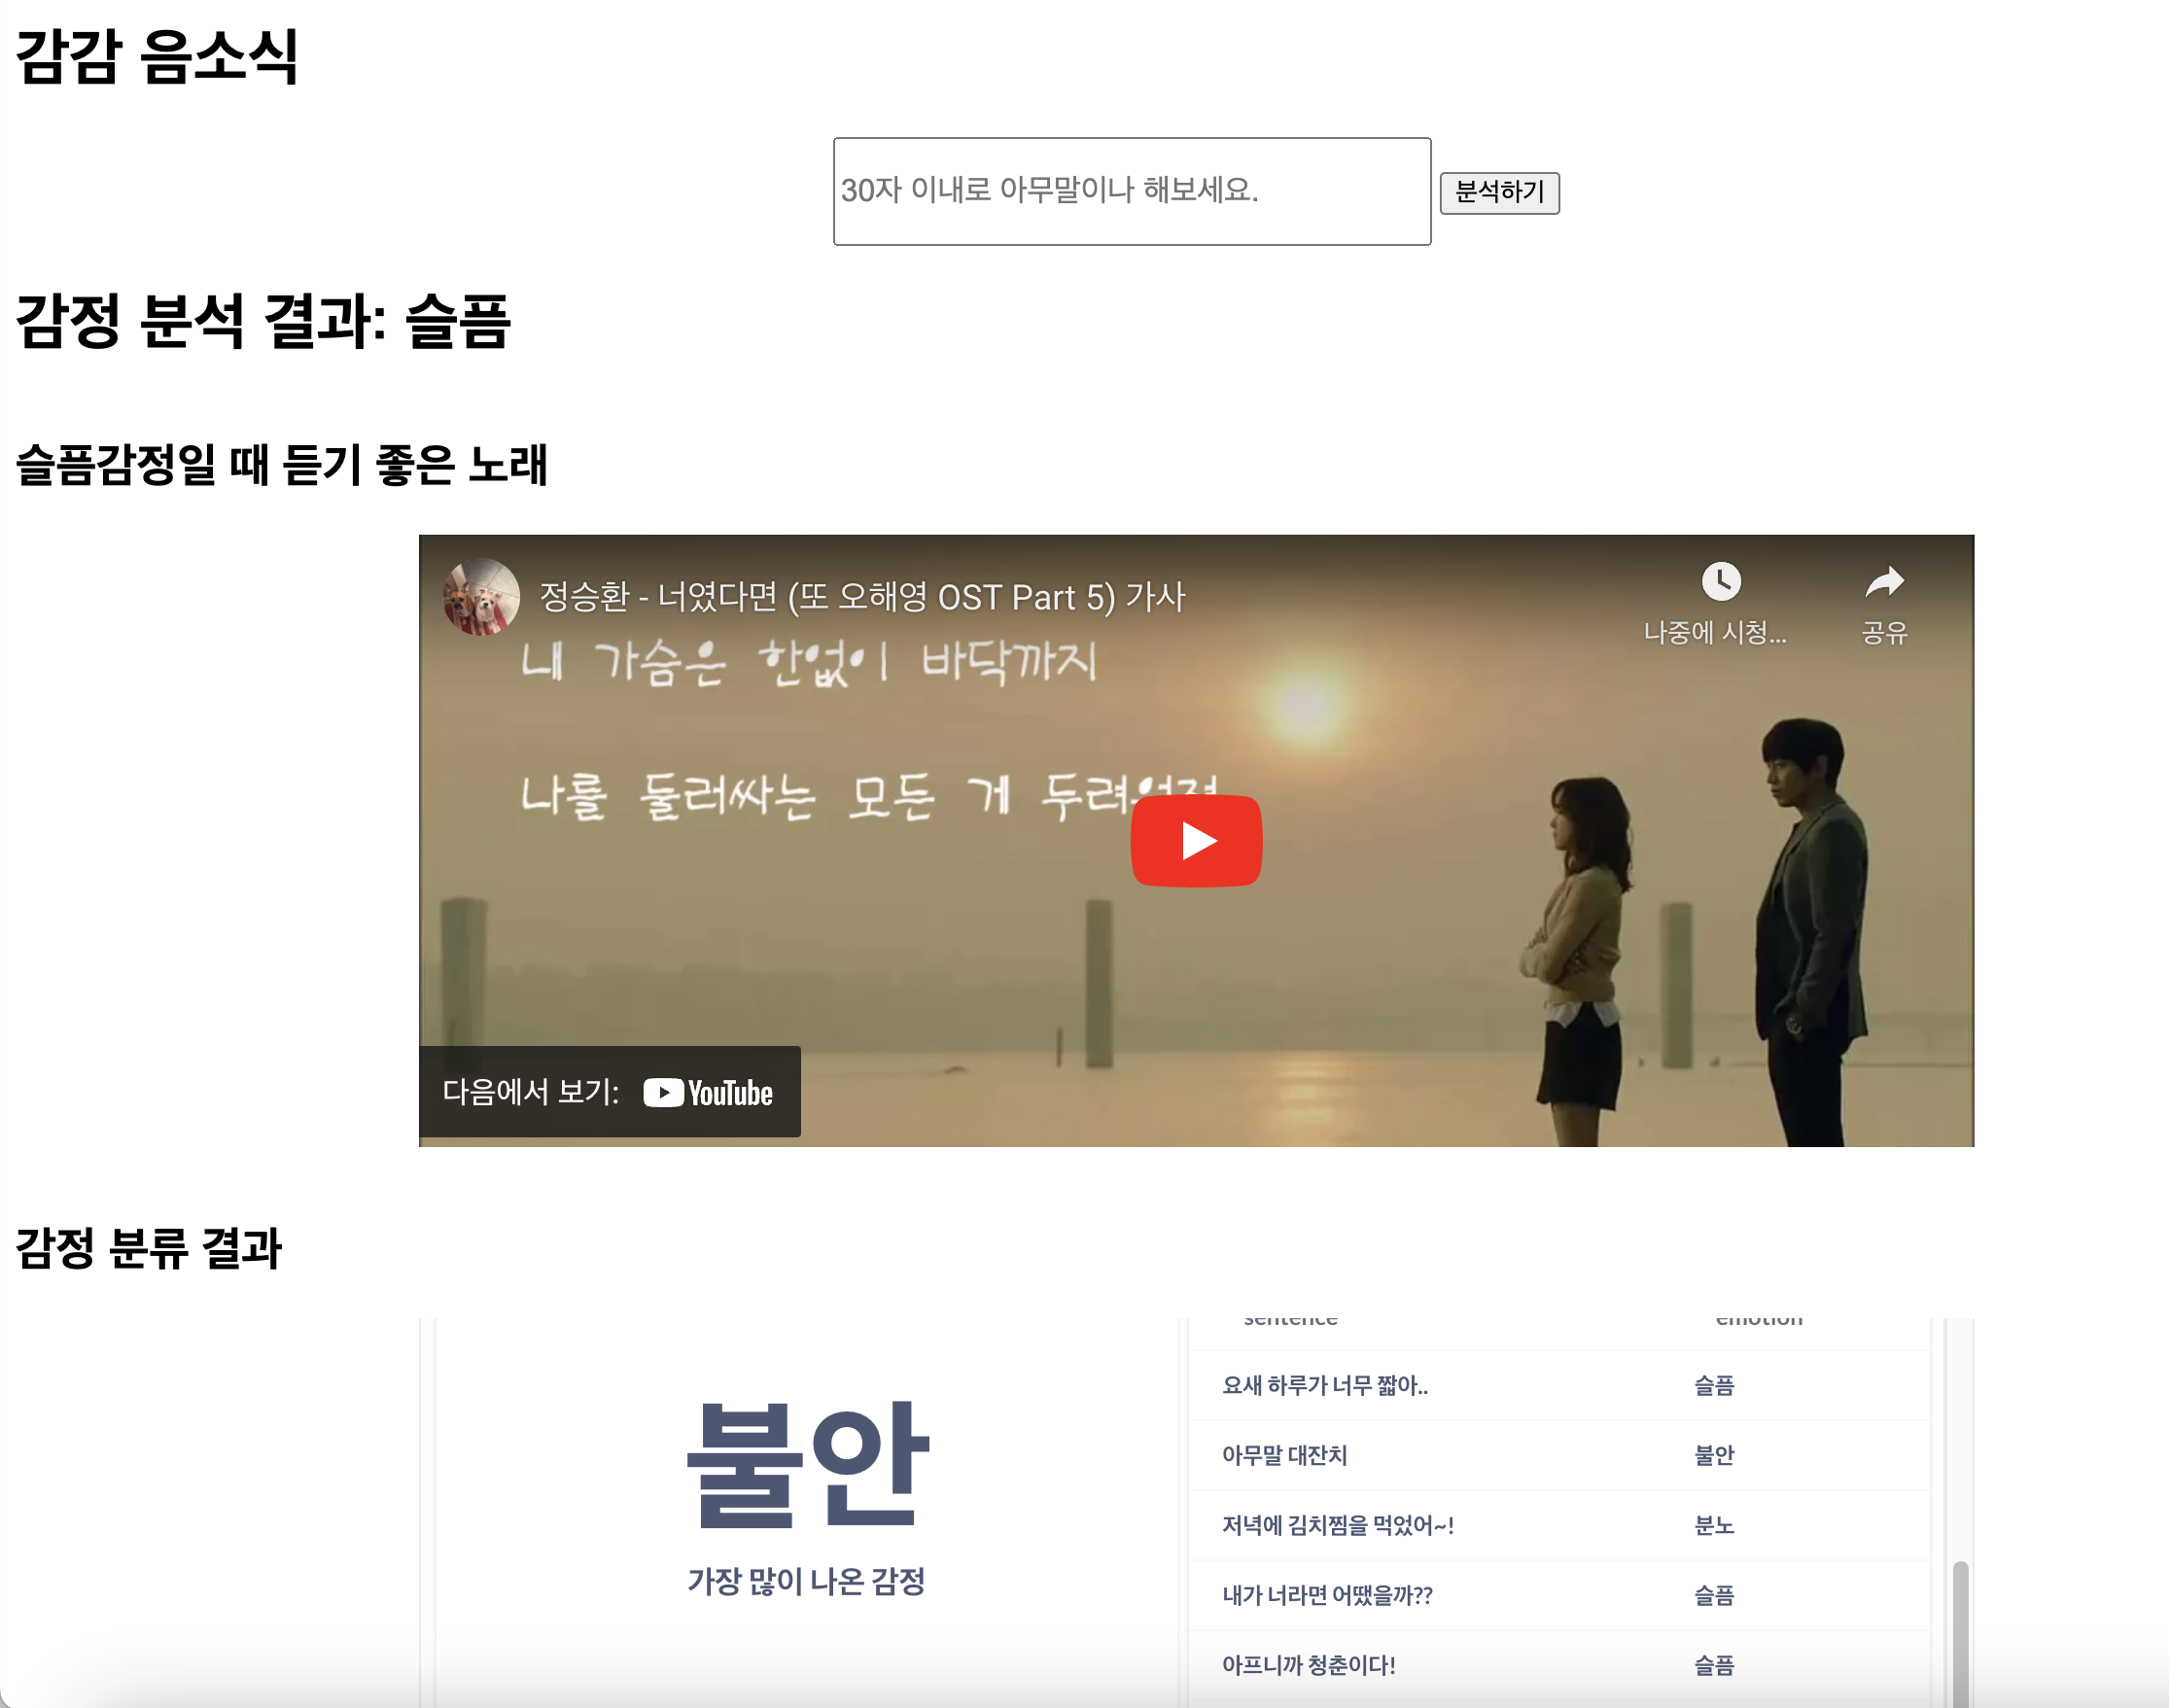 감감 음소식
30자 이내로 아무말이나 해보세요.
분석하기
감정 분석 결과: 슬픔
슬픔감정일 때 듣기 좋은 노래
정승환 - 너였다면 (또 오해영 OST Part 5) 가사
나중에 시청...
공유
내 가슴은 한없이 바닥까지
나를 둘러싸는 모든 게
다음에서 보기: YouTube
감정 분류 결과
sentence emotion
요새 하루가 너무 짧아.. 슬픔
불안
아무말 대잔치 불안
저녁에 김치찜을 먹었어~! 분노
가장 많이 나온 감정
내가 너라면 어땠을까?? 슬픔
아프니까 청춘이다! 슬픔